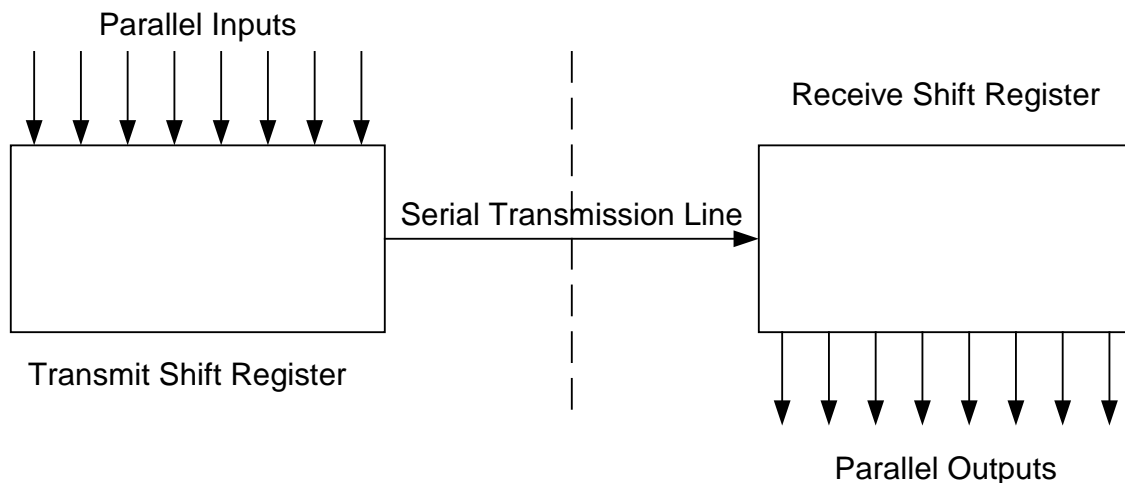 Parallel Inputs
Receive Shift Register
Serial Transmission Line
Transmit Shift Register
Parallel Outputs